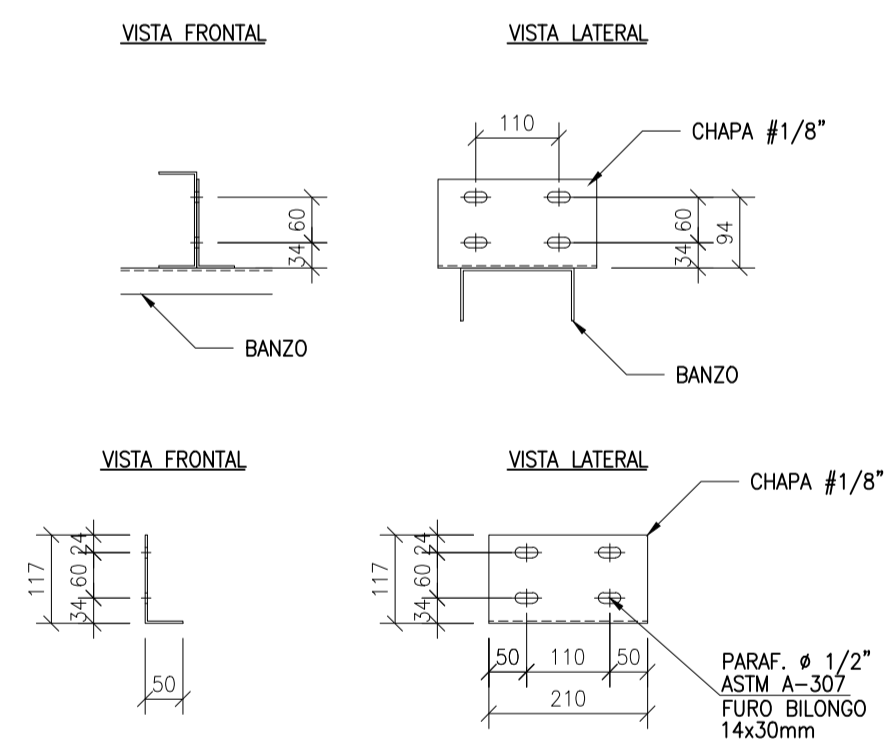 VISTA FRONTAL
VISTA LATERAL
110
CHAPA #1/8"
60
34
60
34
94
BANZO
BANZO
VISTA FRONTAL
VISTA LATERAL
CHAPA #1/8"
117
24
60
34
50
117
24
60
34
50
110
50
210
PARAF. ø 1/2"
ASTM A-307
FURO BILONGO
14x30mm